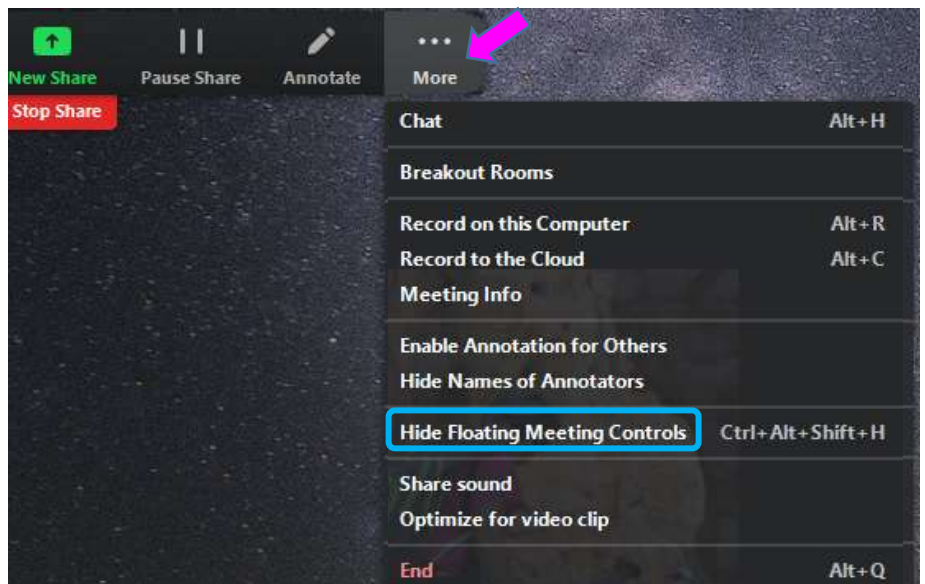 New Share
Pause Share
Annotate
More
Stop Share
Chat Alt+H
Breakout Rooms
Record on this Computer Alt+R
Record to the Cloud Alt+C
Meeting Info
Enable Annotation for Others
Hide Names of Annotators
Hide Floating Meeting Controls Ctrl+Alt+Shift+H
Share sound
Optimize for video clip
End Alt+Q